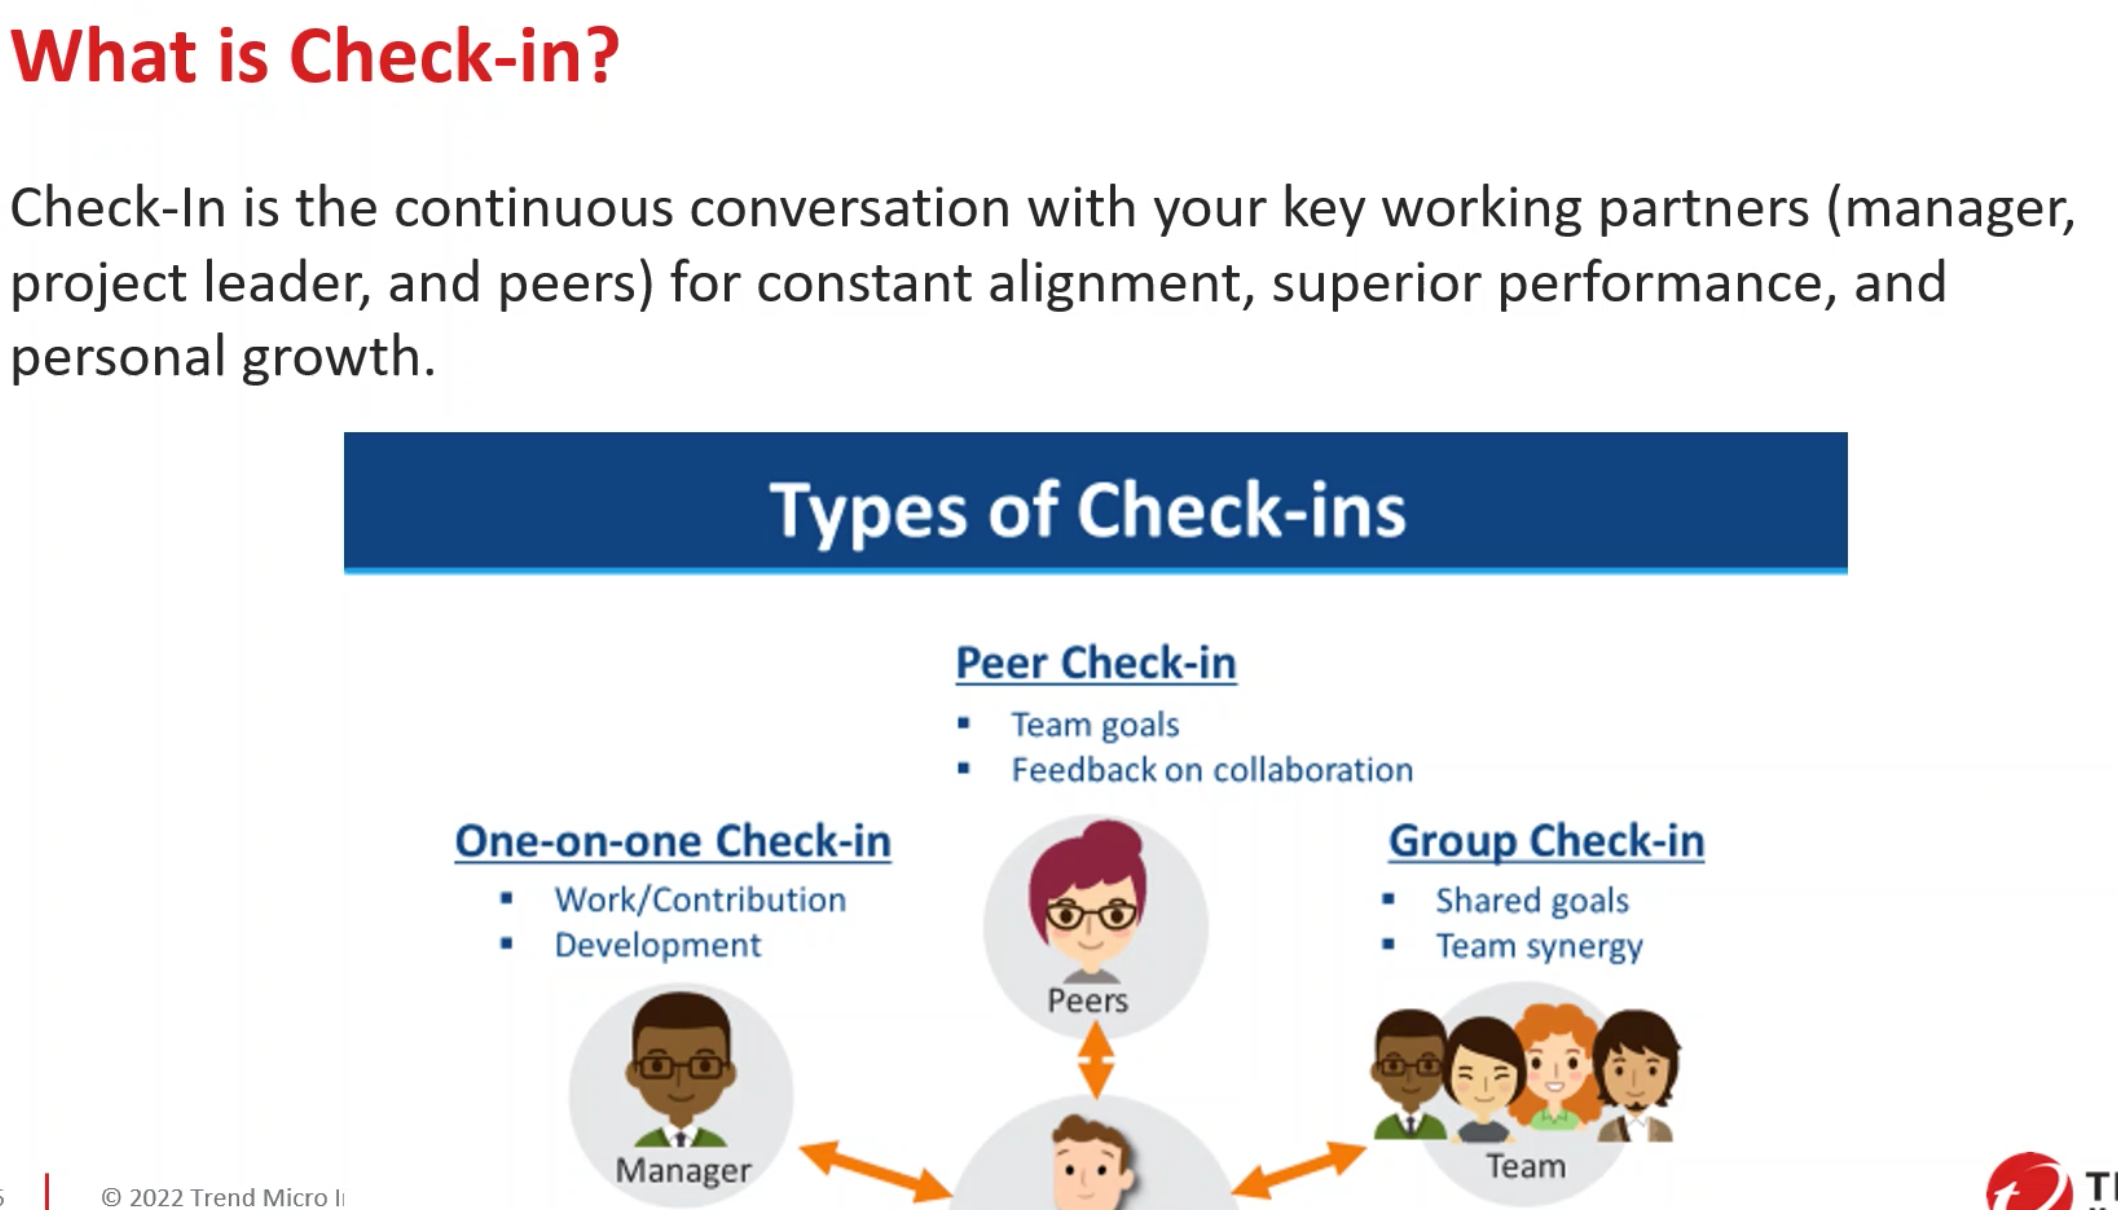 What is Check-in?
Check-In is the continuous conversation with your key working partners (manager,
project leader, and peers) for constant alignment, superior performance, and
personal growth.
Types of Check-ins
Peer Check-in
▪ Team goals
▪ Feedback on collaboration
One-on-one Check-in
▪ Work/Contribution
▪ Development
Group Check-in
▪ Shared goals
▪ Team synergy
Peers
Manager
Team
© 2022 Trend Micro